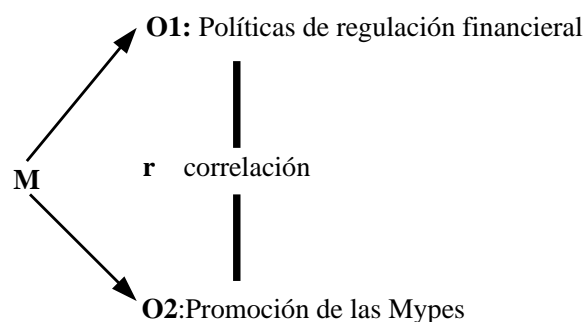 O1: Políticas de regulación financieral
r correlación
M
O2:Promoción de las Mypes